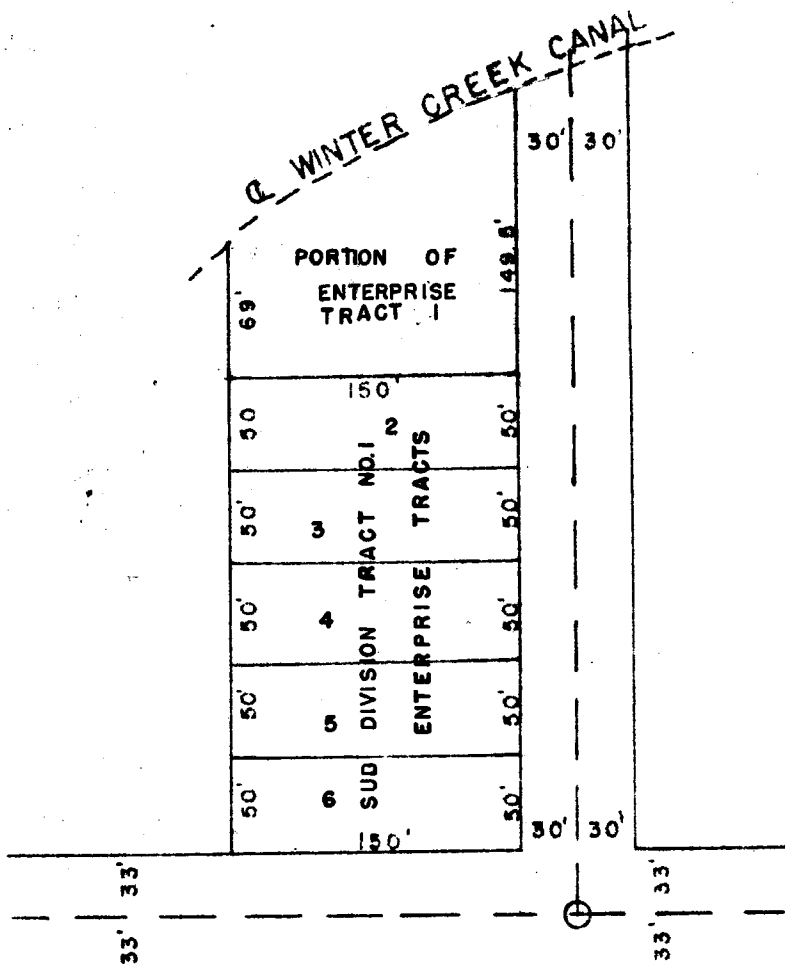 ℄ WINTER CREEK CANAL
30' 30'
PORTION OF
ENTERPRISE
TRACT 1
69'
149.5'
150'
50 2 50'
50' 3 50'
50' 4 50'
50' 5 50'
50' 6 50'
SUB DIVISION TRACT NO.1
ENTERPRISE TRACTS
150'
30' 30'
33' 33'
33' 33'